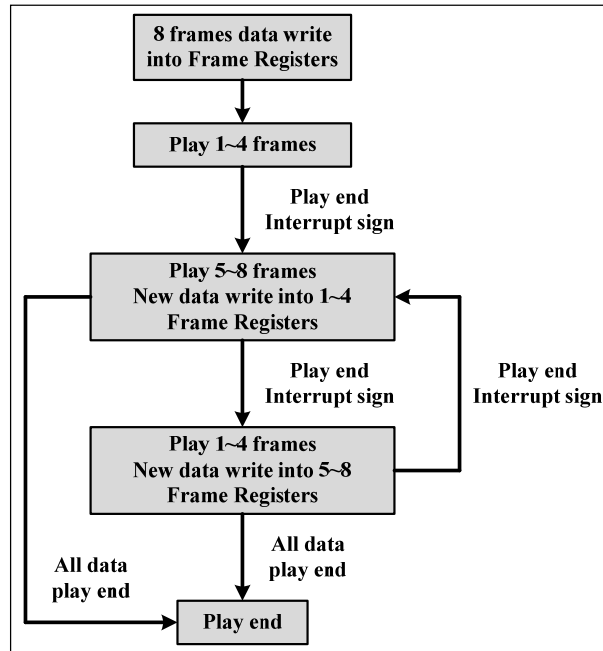 8 frames data write
into Frame Registers
Play 1~4 frames
Play end
Interrupt sign
Play 5~8 frames
New data write into 1~4
Frame Registers
Play end
Interrupt sign
Play end
Interrupt sign
Play 1~4 frames
New data write into 5~8
Frame Registers
All data
play end
All data
play end
Play end